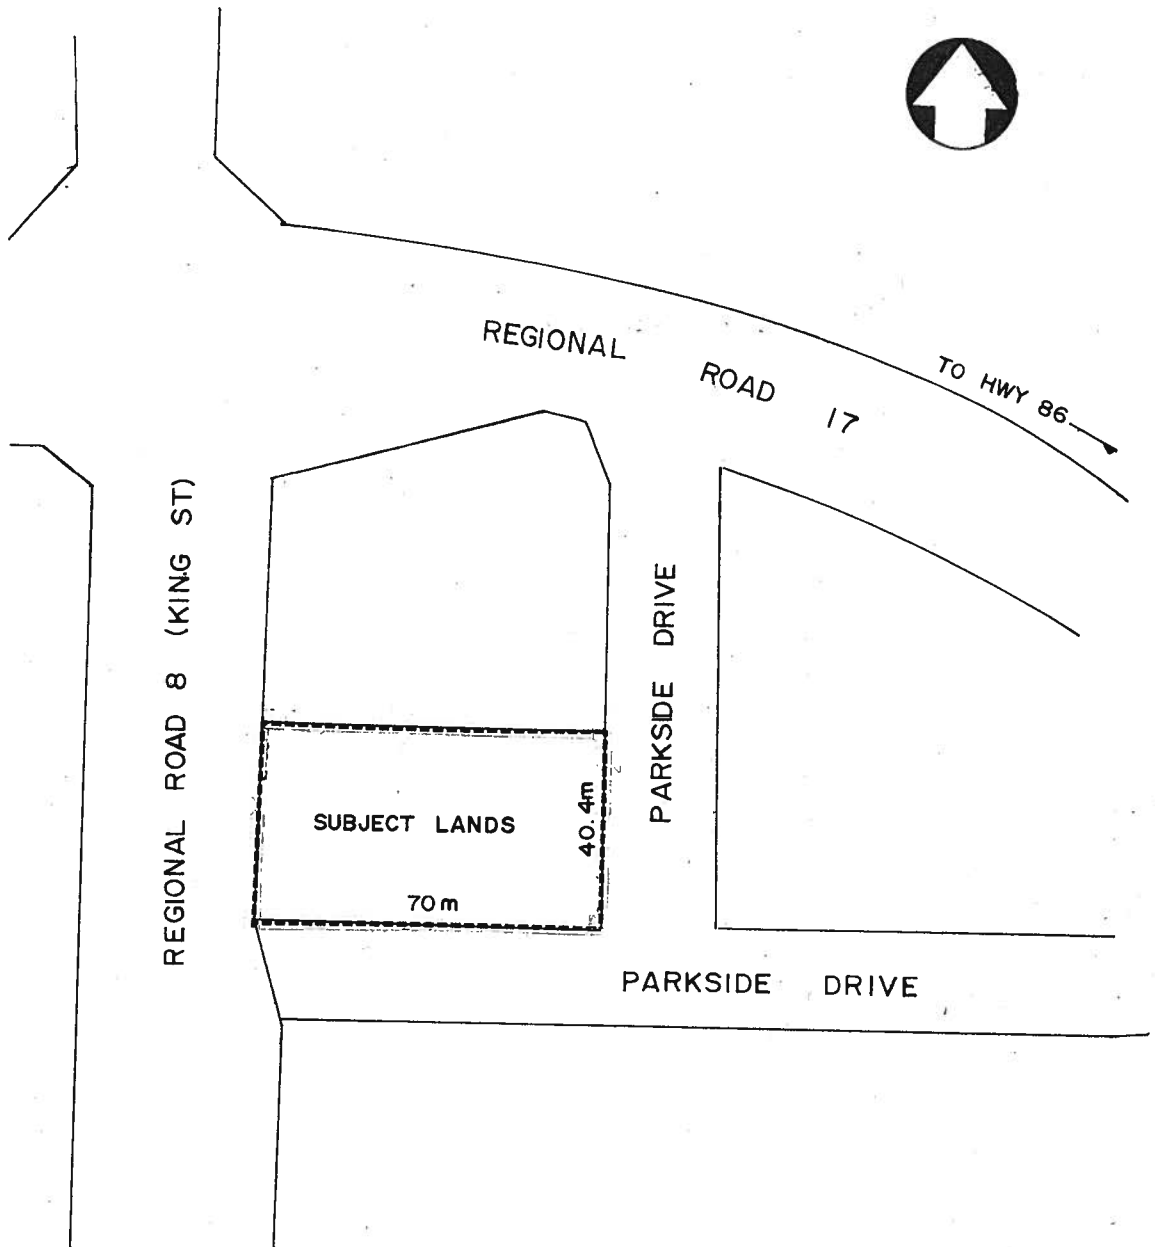 REGIONAL ROAD 17
TO HWY 86
REGIONAL ROAD 8 (KING ST)
PARKSIDE DRIVE
SUBJECT LANDS
40.4m
70 m
PARKSIDE DRIVE